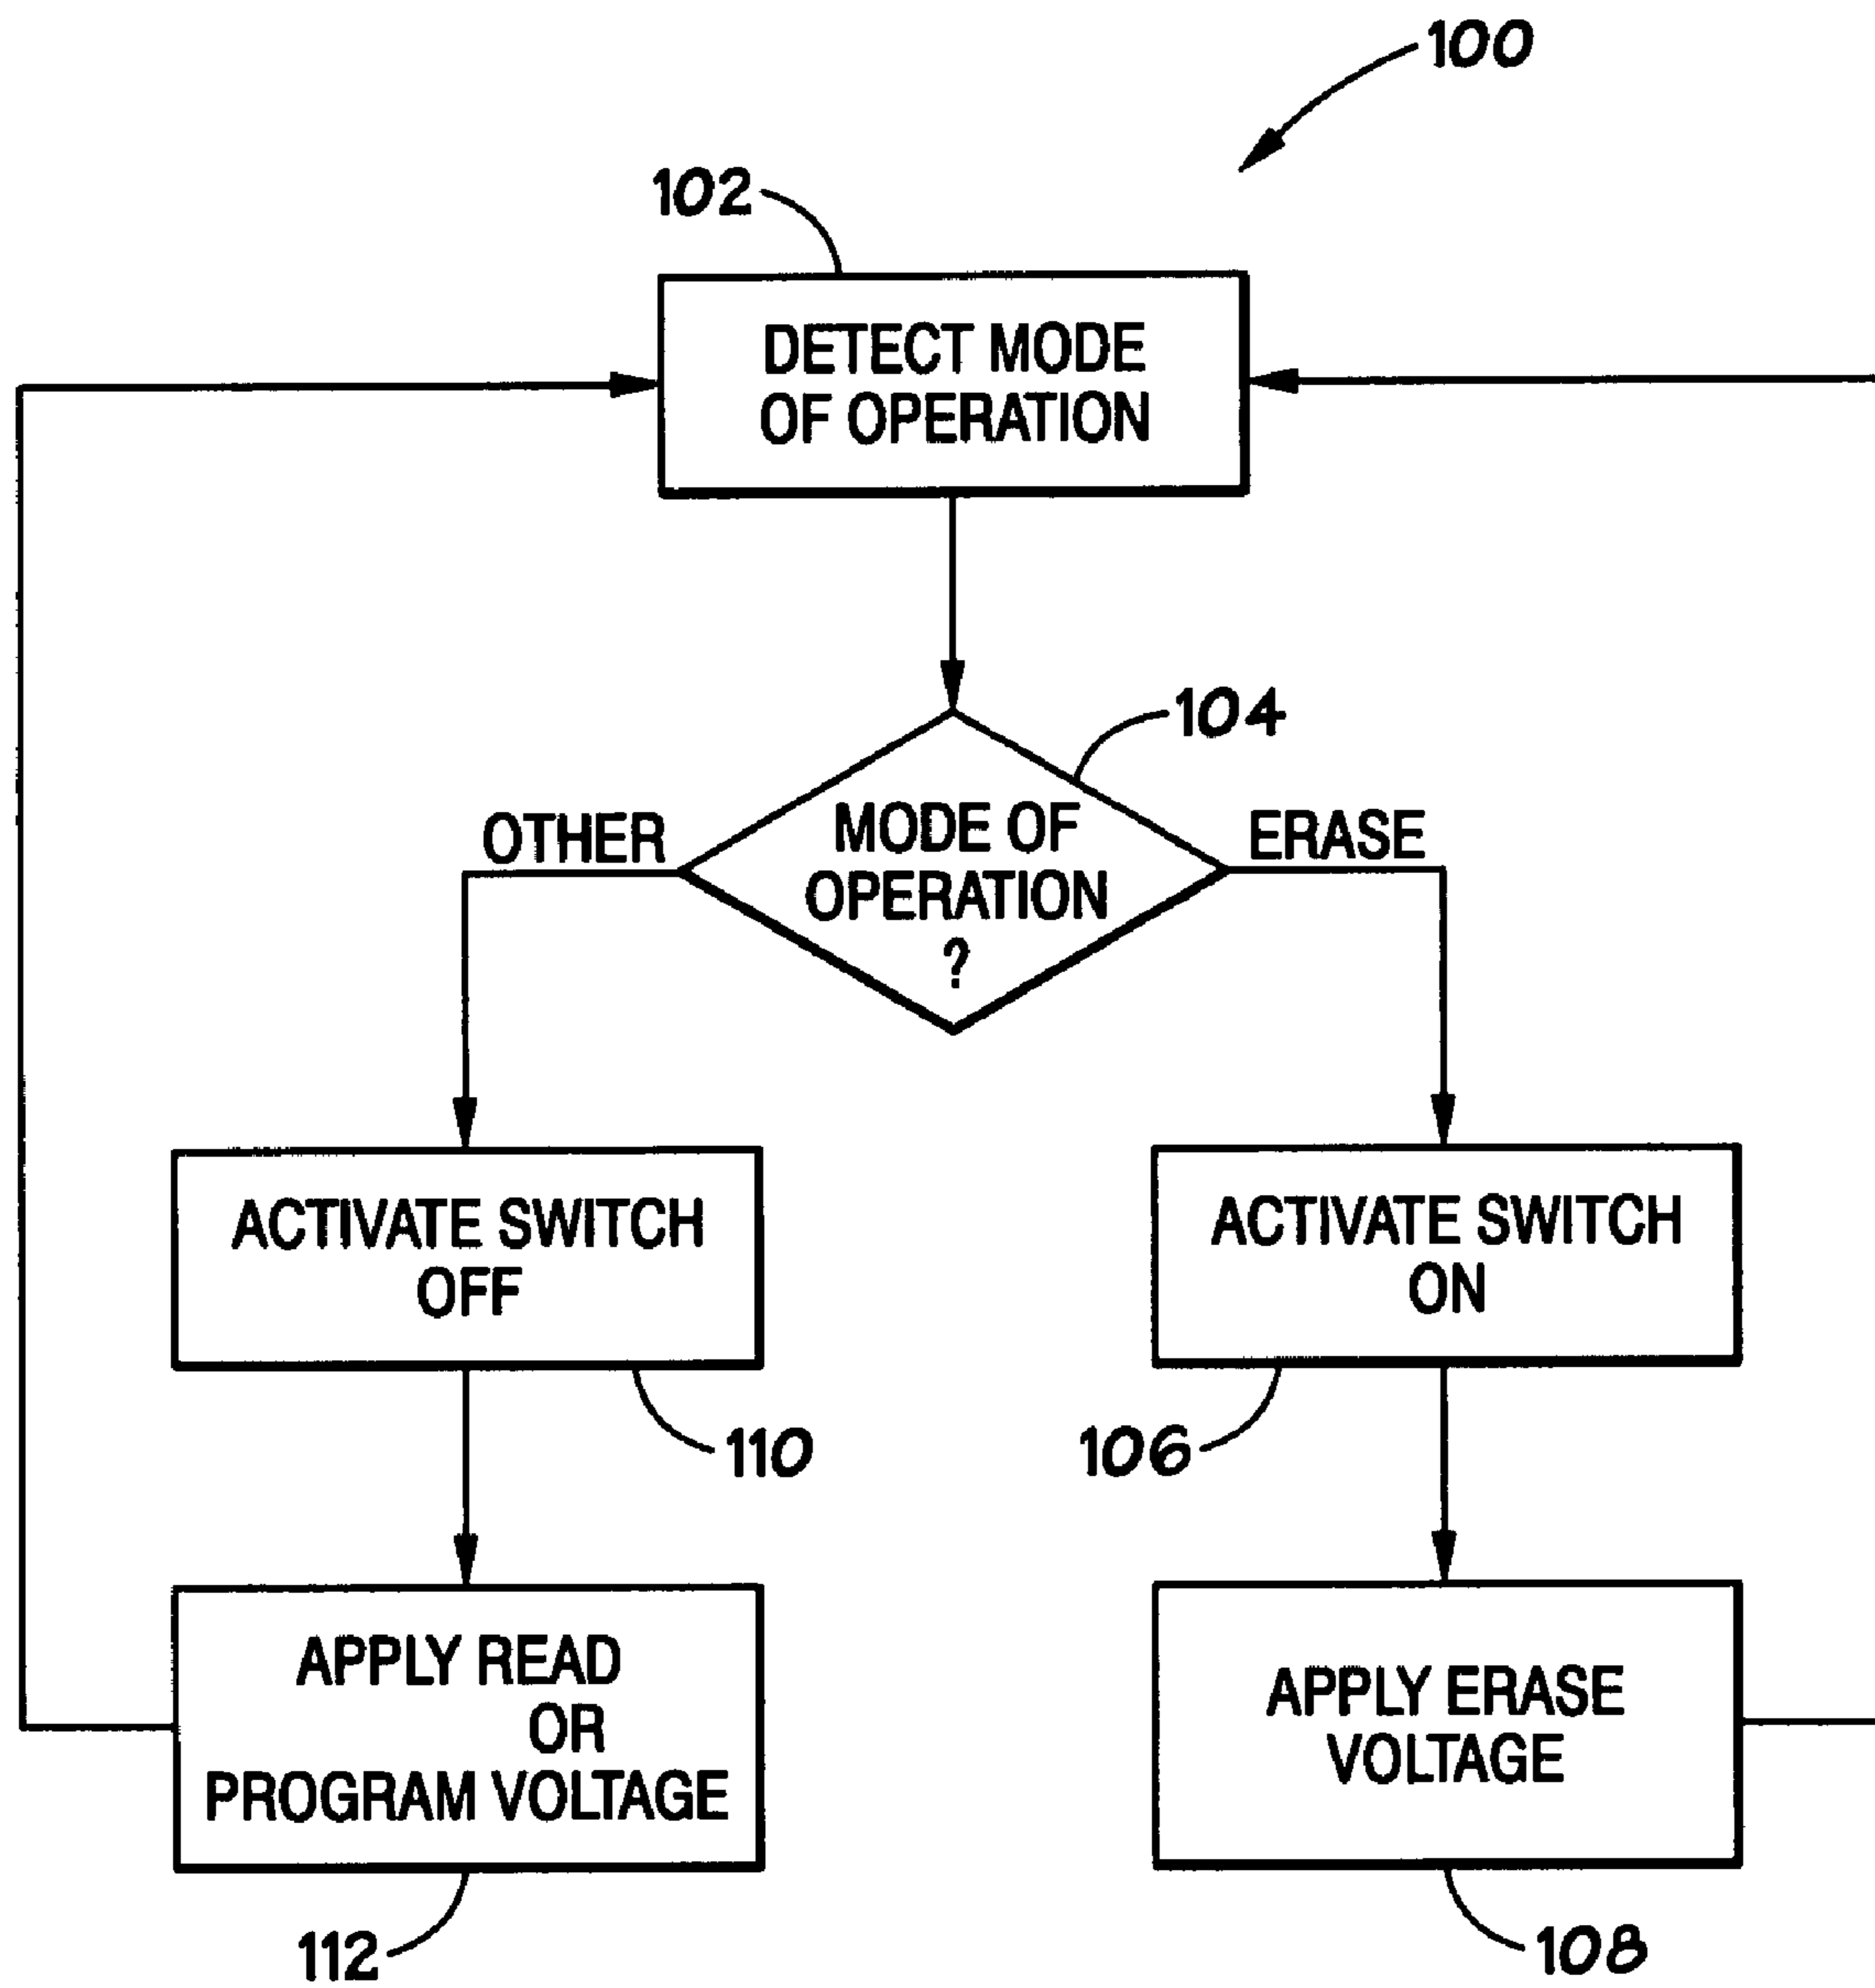 100
102
DETECT MODE
OF OPERATION
104
MODE OF
OPERATION
?
OTHER
ERASE
ACTIVATE SWITCH
OFF
110
ACTIVATE SWITCH
ON
106
APPLY READ
OR
PROGRAM VOLTAGE
112
APPLY ERASE
VOLTAGE
108